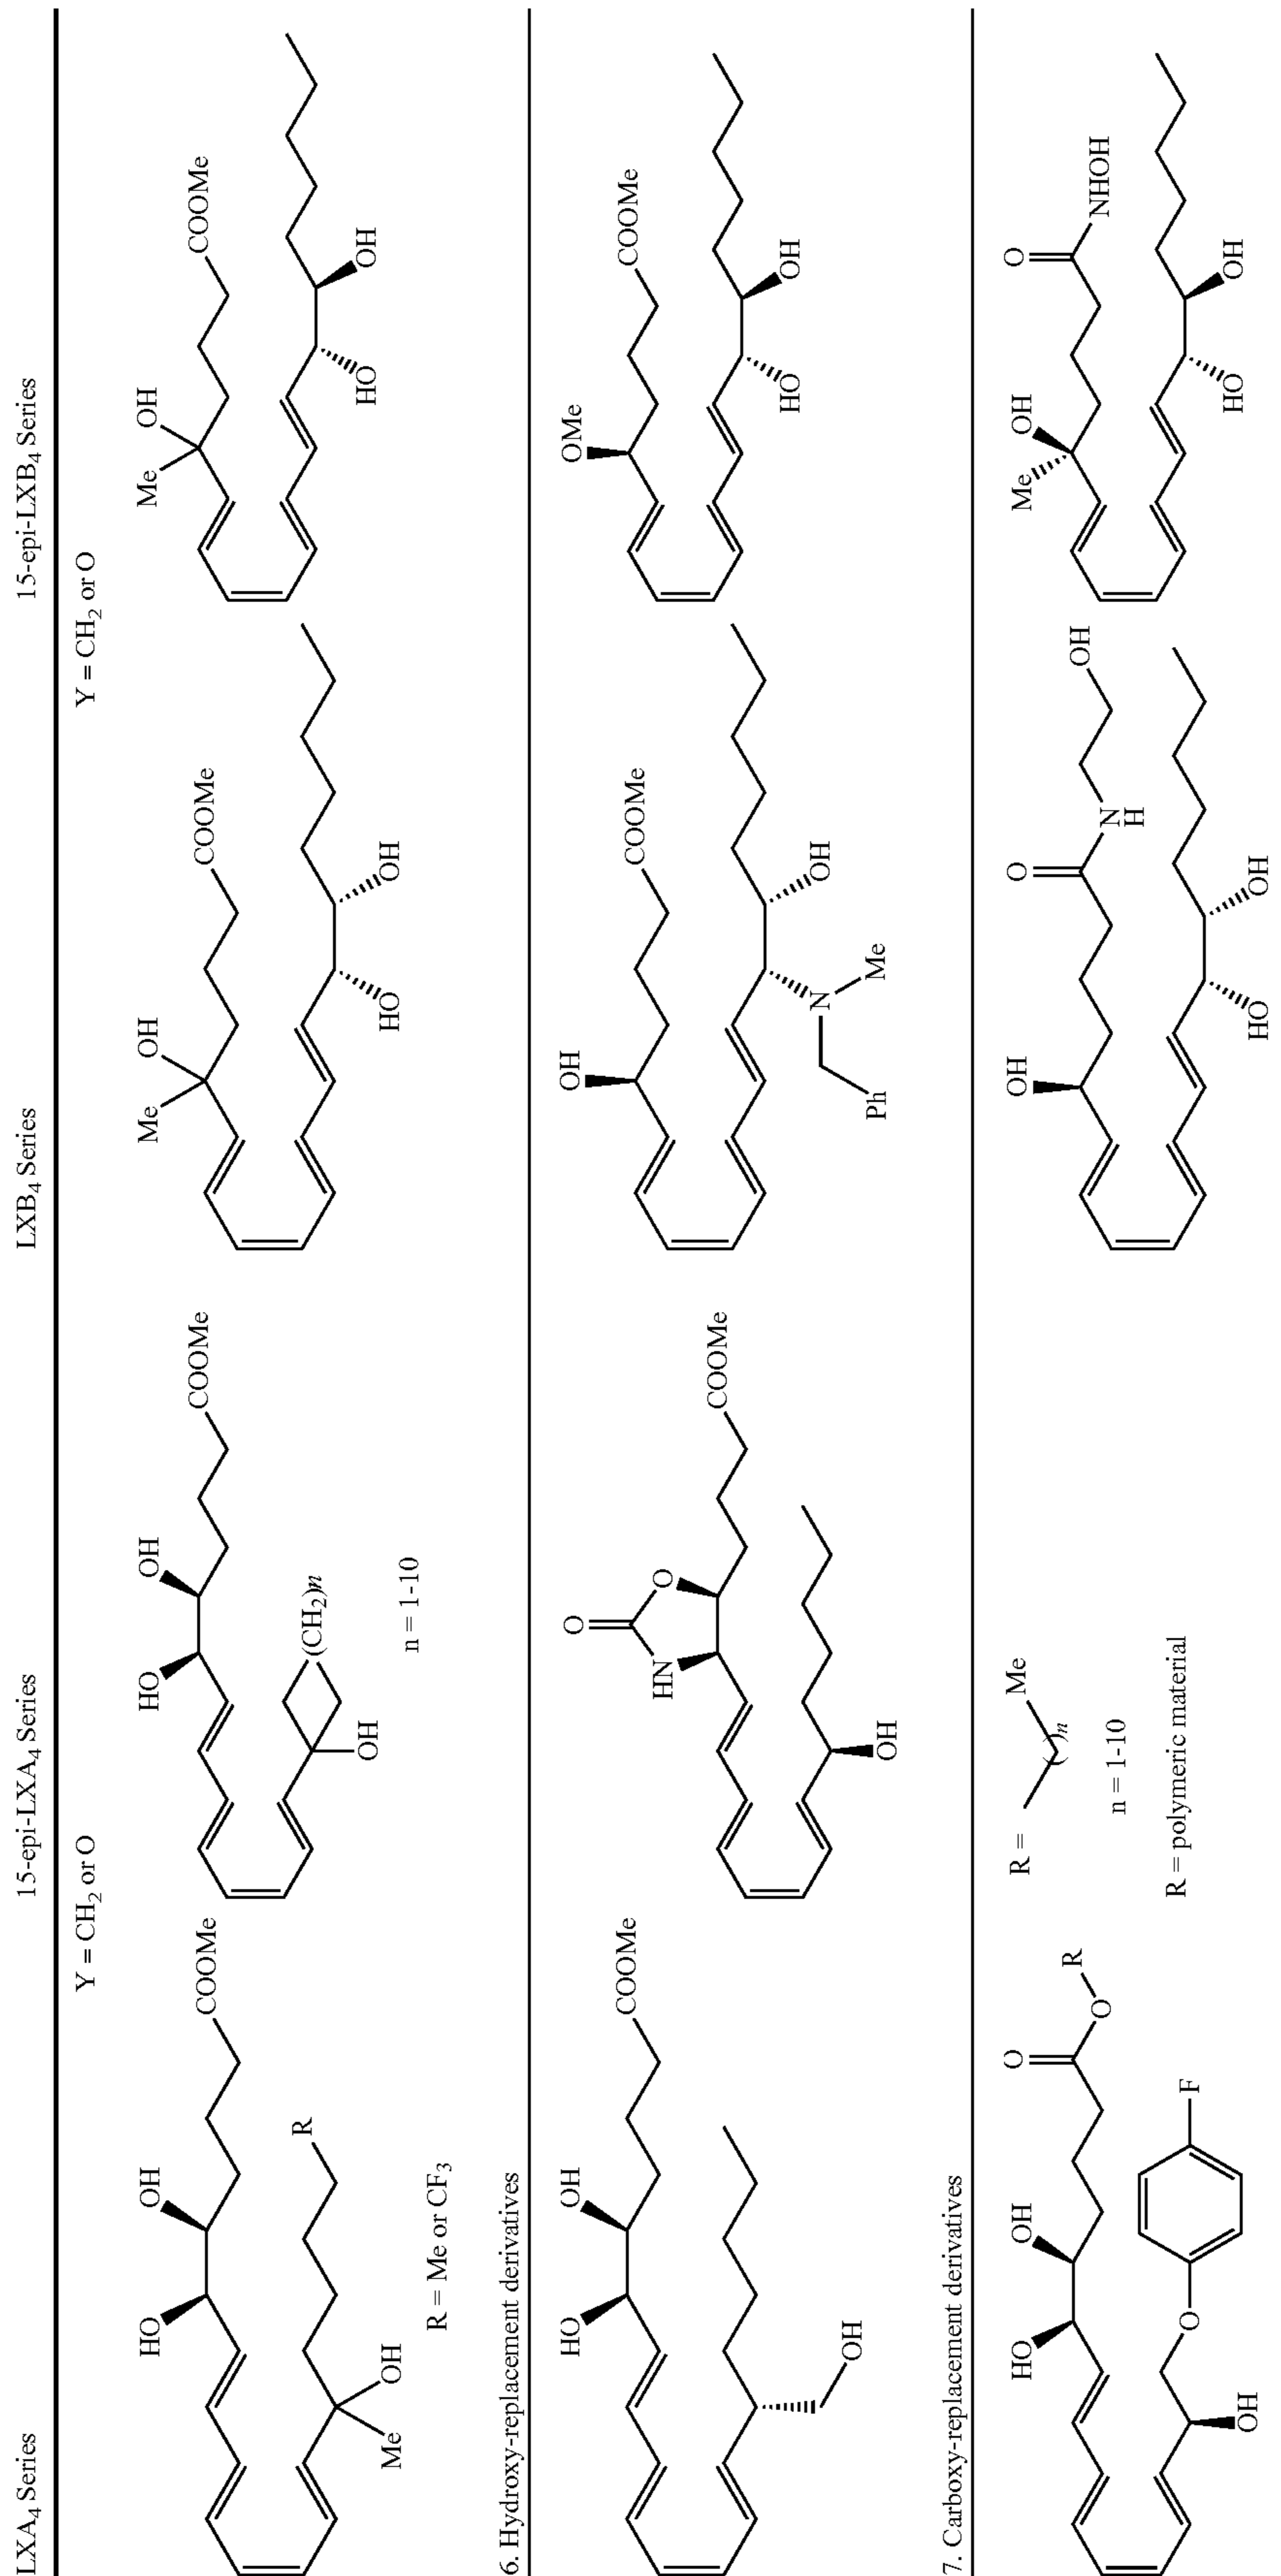 LXA4 Series 15-epi-LXA4 Series LXB4 Series 15-epi-LXB4 Series
Y = CH2 or O Y = CH2 or O
HO OH COOMe
R
Me OH
R = Me or CF3
HO OH COOMe
(CH2)n
OH
n = 1-10
Me OH COOMe
HO OH
Me OH COOMe
HO OH
6. Hydroxy-replacement derivatives
HO OH COOMe
OH
O
HN O COOMe
OH
OH COOMe
N OH
Me
Ph
OMe COOMe
HO OH
7. Carboxy-replacement derivatives
HO OH O
O R
O F
OH
R = ( )n Me
n = 1-10
R = polymeric material
OH O
N
H
OH
HO OH
Me OH O
NHOH
HO OH